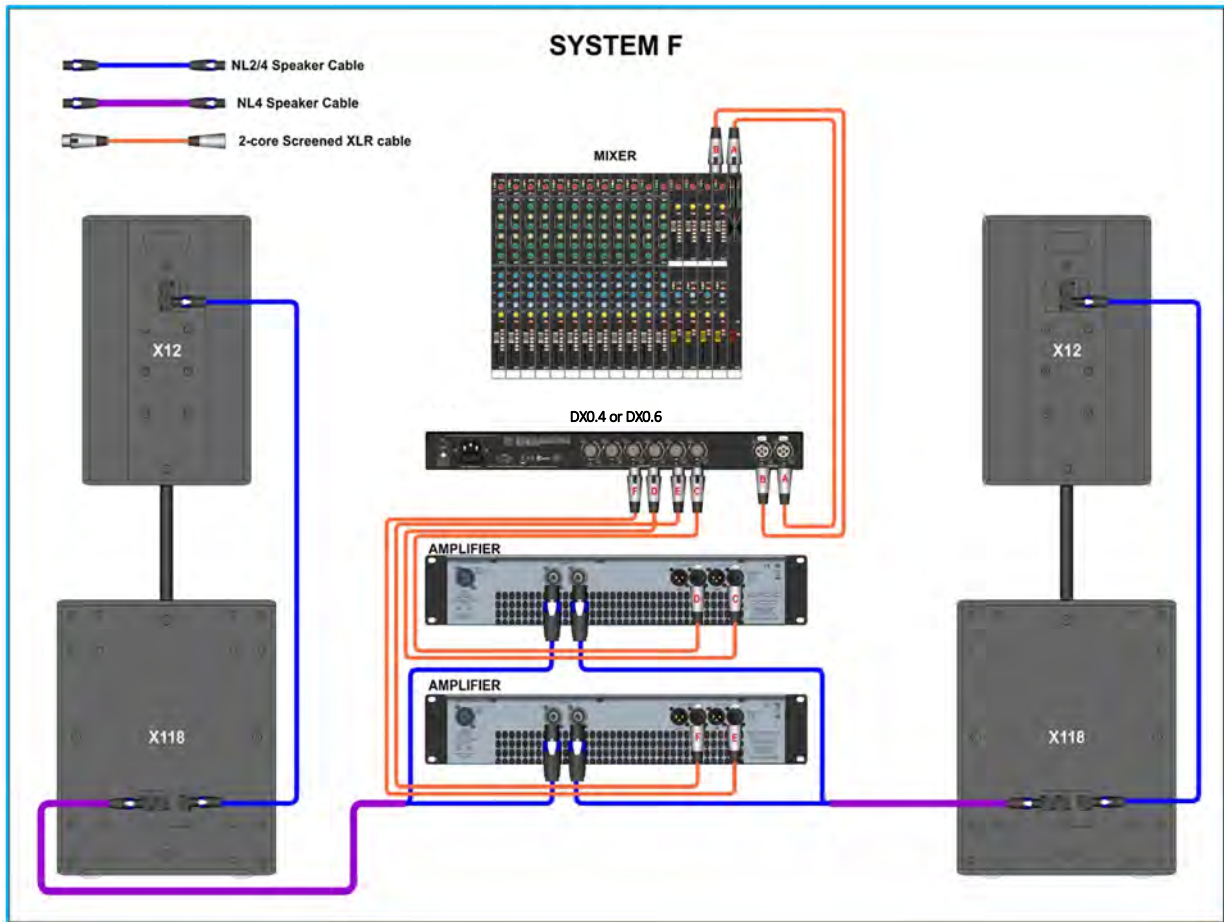 SYSTEM F
NL2/4 Speaker Cable
NL4 Speaker Cable
2-core Screened XLR cable
B A
MIXER
X12
X12
DX0.4 or DX0.6
F D E C B A
AMPLIFIER
D C
AMPLIFIER
F E
X118
X118